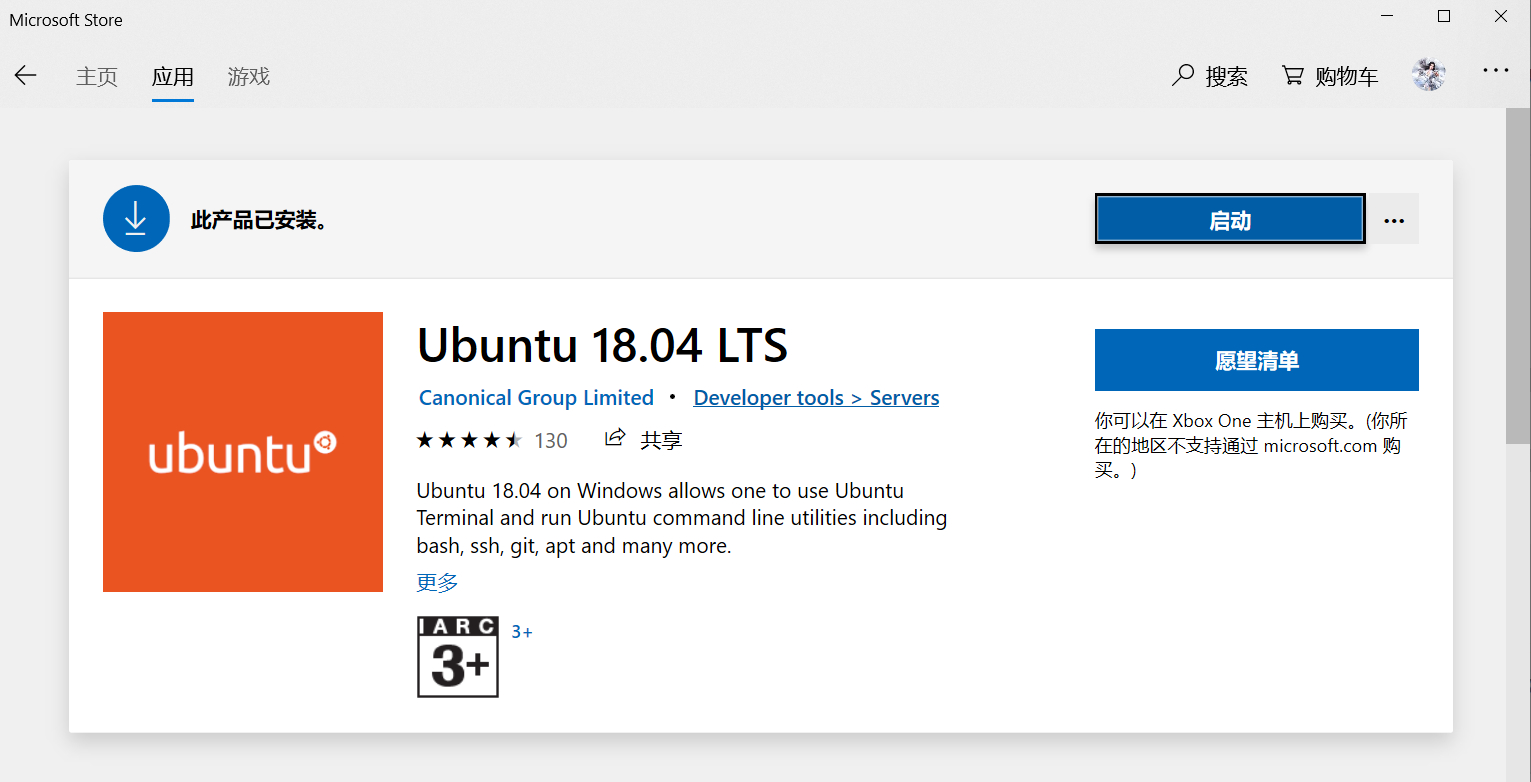 Microsoft Store
主页 应用 游戏 搜索 购物车
此产品已安装。 启动
ubuntu
Ubuntu 18.04 LTS
Canonical Group Limited • Developer tools > Servers
130 共享
Ubuntu 18.04 on Windows allows one to use Ubuntu
Terminal and run Ubuntu command line utilities including
bash, ssh, git, apt and many more.
更多
IARC
3+
3+
愿望清单
你可以在 Xbox One 主机上购买。(你所
在的地区不支持通过 microsoft.com 购
买。)